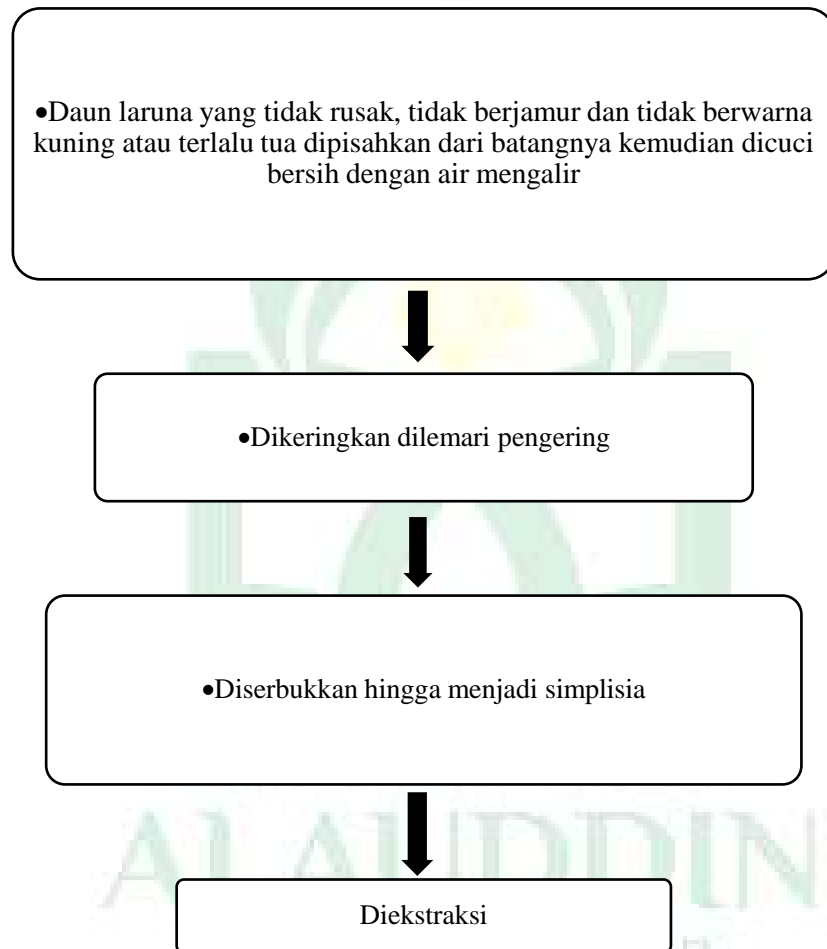 •Daun laruna yang tidak rusak, tidak berjamur dan tidak berwarna
kuning atau terlalu tua dipisahkan dari batangnya kemudian dicuci
bersih dengan air mengalir
•Dikeringkan dilemari pengering
•Diserbukkan hingga menjadi simplisia
ALAUDDIN
Diekstraksi